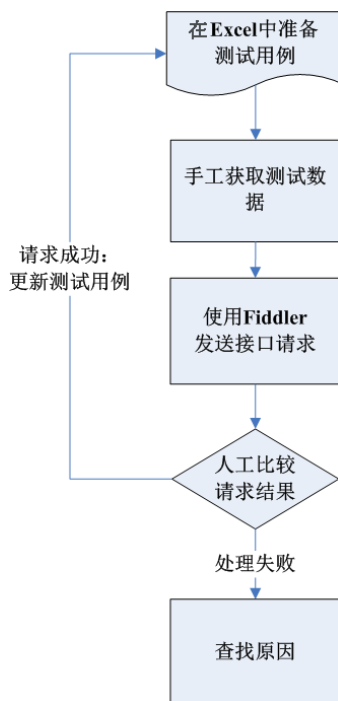 在Excel中准备
测试用例
手工获取测试数
据
请求成功：
更新测试用例
使用Fiddler
发送接口请求
人工比较
请求结果
处理失败
查找原因